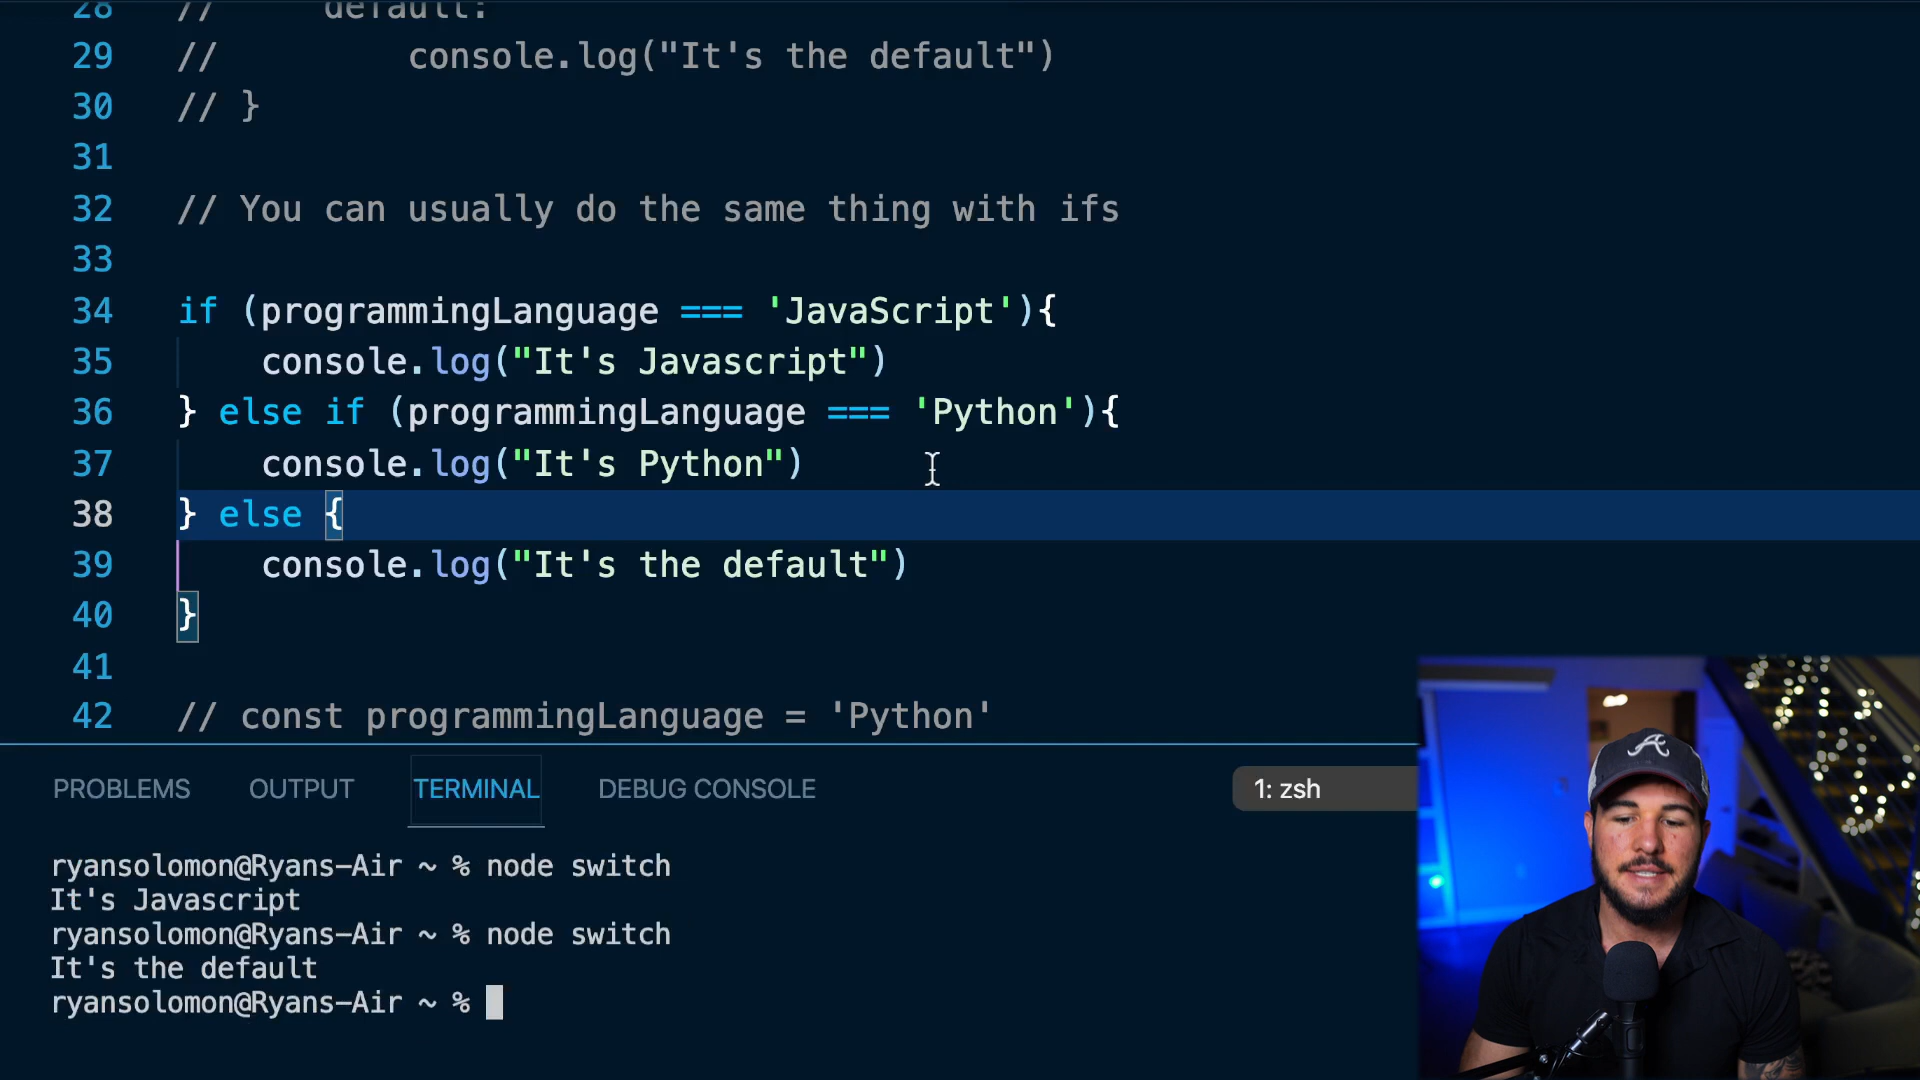 28 // default:
29 // console.log("It's the default")
30 // }
31
32 // You can usually do the same thing with ifs
33
34 if (programmingLanguage === 'JavaScript'){
35 console.log("It's Javascript")
36 } else if (programmingLanguage === 'Python'){
37 console.log("It's Python")
38 } else {
39 console.log("It's the default")
40 }
41
42 // const programmingLanguage = 'Python'
PROBLEMS OUTPUT TERMINAL DEBUG CONSOLE 1: zsh
ryansolomon@Ryans-Air ~ % node switch
It's Javascript
ryansolomon@Ryans-Air ~ % node switch
It's the default
ryansolomon@Ryans-Air ~ %
A